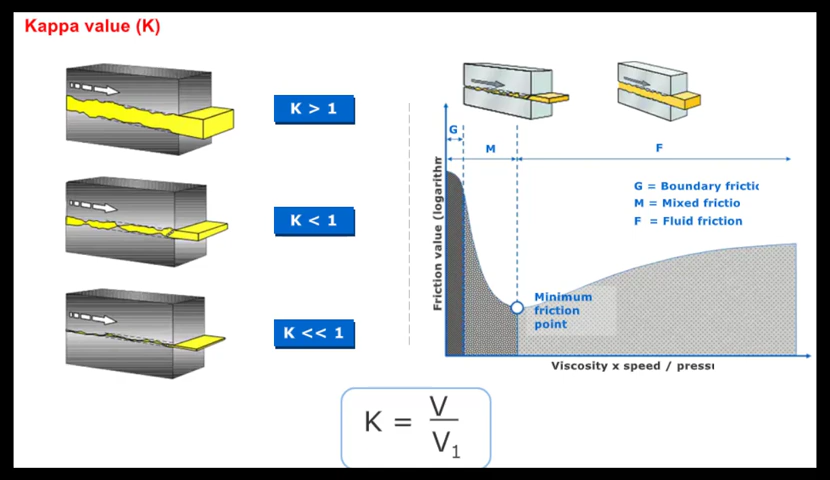 Kappa value (K)
K > 1
K < 1
K << 1
G
M
F
G = Boundary frictic
M = Mixed frictio
F = Fluid friction
Friction value (logarithm
Minimum
friction
point
Viscosity x speed / pressu
K = V / V₁